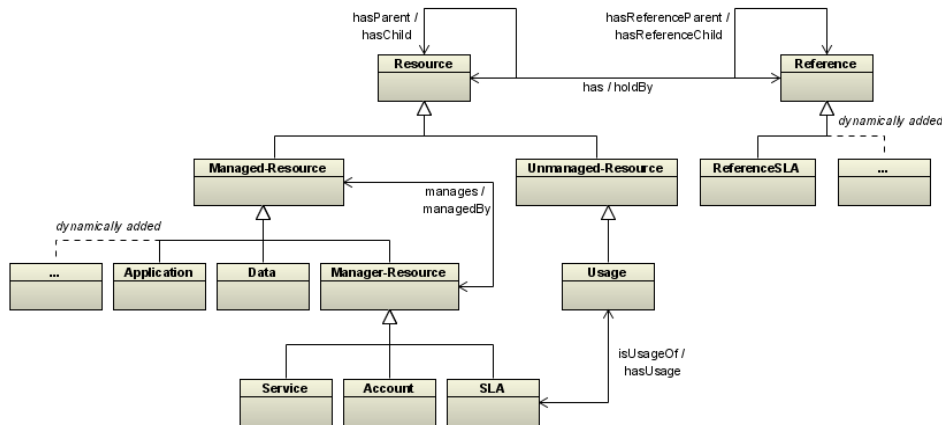 hasParent /
hasChild
hasReferenceParent /
hasReferenceChild
Resource
Reference
has / holdBy
dynamically added
Managed-Resource
Unmanaged-Resource
ReferenceSLA
...
manages /
managedBy
dynamically added
...
Application
Data
Manager-Resource
Usage
isUsageOf /
hasUsage
Service
Account
SLA